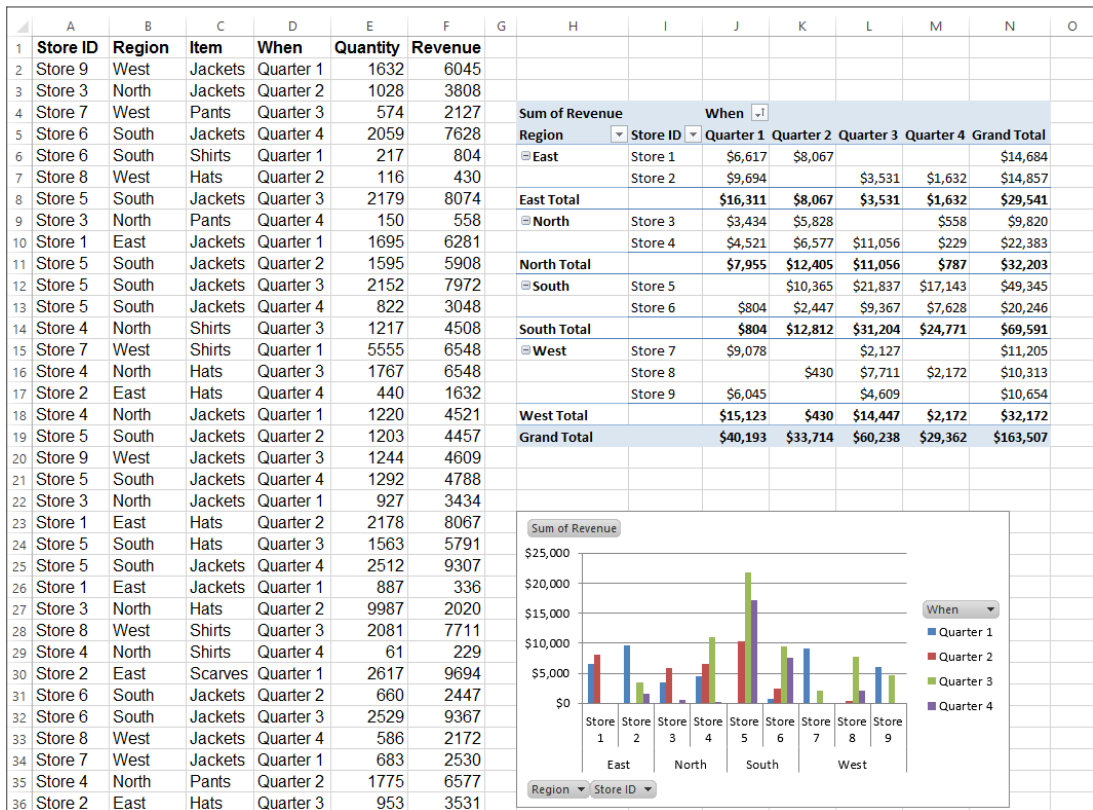 A B C D E F G H I J K L M N O
1 Store ID Region Item When Quantity Revenue
2 Store 9 West Jackets Quarter 1 1632 6045
3 Store 3 North Jackets Quarter 2 1028 3808
4 Store 7 West Pants Quarter 3 574 2127 Sum of Revenue When
5 Store 6 South Jackets Quarter 4 2059 7628 Region Store ID Quarter 1 Quarter 2 Quarter 3 Quarter 4 Grand Total
6 Store 6 South Shirts Quarter 1 217 804 East Store 1 $6,617 $8,067 $14,684
7 Store 8 West Hats Quarter 2 116 430 Store 2 $9,694 $3,531 $1,632 $14,857
8 Store 5 South Jackets Quarter 3 2179 8074 East Total $16,311 $8,067 $3,531 $1,632 $29,541
9 Store 3 North Pants Quarter 4 150 558 North Store 3 $3,434 $5,828 $558 $9,820
10 Store 1 East Jackets Quarter 1 1695 6281 Store 4 $4,521 $6,577 $11,056 $229 $22,383
11 Store 5 South Jackets Quarter 2 1595 5908 North Total $7,955 $12,405 $11,056 $787 $32,203
12 Store 5 South Jackets Quarter 3 2152 7972 South Store 5 $10,365 $21,837 $17,143 $49,345
13 Store 5 South Jackets Quarter 4 822 3048 Store 6 $804 $2,447 $9,367 $7,628 $20,246
14 Store 4 North Shirts Quarter 3 1217 4508 South Total $804 $12,812 $31,204 $24,771 $69,591
15 Store 7 West Shirts Quarter 1 5555 6548 West Store 7 $9,078 $2,127 $11,205
16 Store 4 North Hats Quarter 3 1767 6548 Store 8 $430 $7,711 $2,172 $10,313
17 Store 2 East Hats Quarter 4 440 1632 Store 9 $6,045 $4,609 $10,654
18 Store 4 North Jackets Quarter 1 1220 4521 West Total $15,123 $430 $14,447 $2,172 $32,172
19 Store 5 South Jackets Quarter 2 1203 4457 Grand Total $40,193 $33,714 $60,238 $29,362 $163,507
20 Store 9 West Jackets Quarter 3 1244 4609
21 Store 5 South Jackets Quarter 4 1292 4788
22 Store 3 North Jackets Quarter 1 927 3434
23 Store 1 East Hats Quarter 2 2178 8067
24 Store 5 South Hats Quarter 3 1563 5791
25 Store 5 South Jackets Quarter 4 2512 9307
26 Store 1 East Jackets Quarter 1 887 336
27 Store 3 North Hats Quarter 2 9987 2020
28 Store 8 West Shirts Quarter 3 2081 7711
29 Store 4 North Shirts Quarter 4 61 229
30 Store 2 East Scarves Quarter 1 2617 9694
31 Store 6 South Jackets Quarter 2 660 2447
32 Store 6 South Jackets Quarter 3 2529 9367
33 Store 8 West Jackets Quarter 4 586 2172
34 Store 7 West Jackets Quarter 1 683 2530
35 Store 4 North Pants Quarter 2 1775 6577
36 Store 2 East Hats Quarter 3 953 3531
Sum of Revenue
$25,000
$20,000
$15,000
$10,000
$5,000
$0
Store Store Store Store Store Store Store Store Store
1 2 3 4 5 6 7 8 9
East North South West
When
Quarter 1
Quarter 2
Quarter 3
Quarter 4
Region Store ID